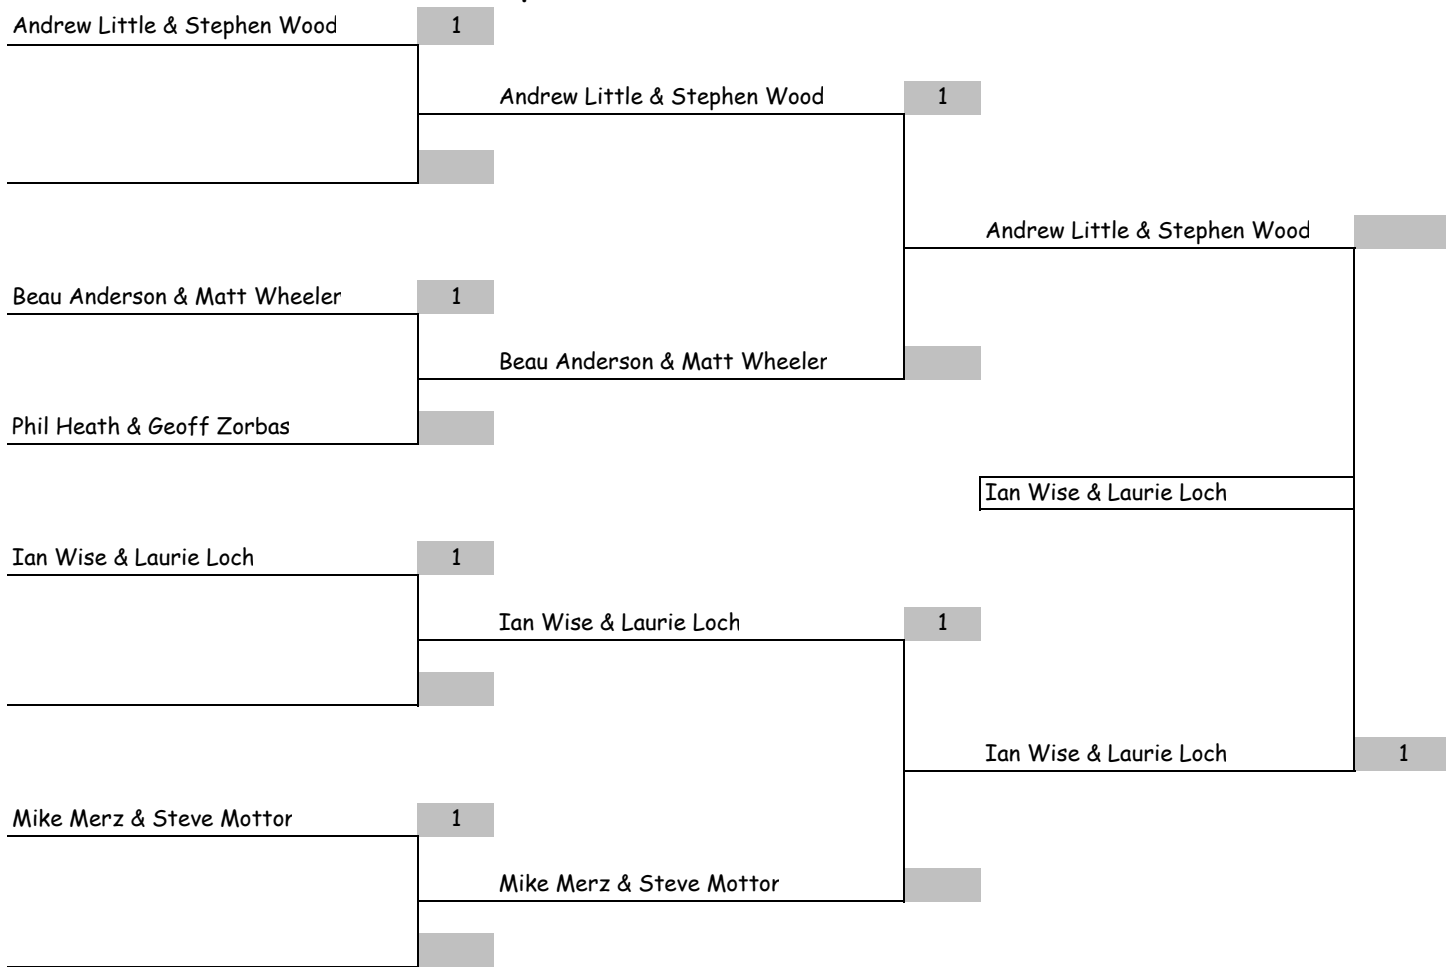 Andrew Little & Stephen Wood 1
Andrew Little & Stephen Wood 1
Andrew Little & Stephen Wood
Beau Anderson & Matt Wheeler 1
Beau Anderson & Matt Wheeler
Phil Heath & Geoff Zorbas
Ian Wise & Laurie Loch
Ian Wise & Laurie Loch 1
Ian Wise & Laurie Loch 1
Ian Wise & Laurie Loch 1
Mike Merz & Steve Mottor 1
Mike Merz & Steve Mottor